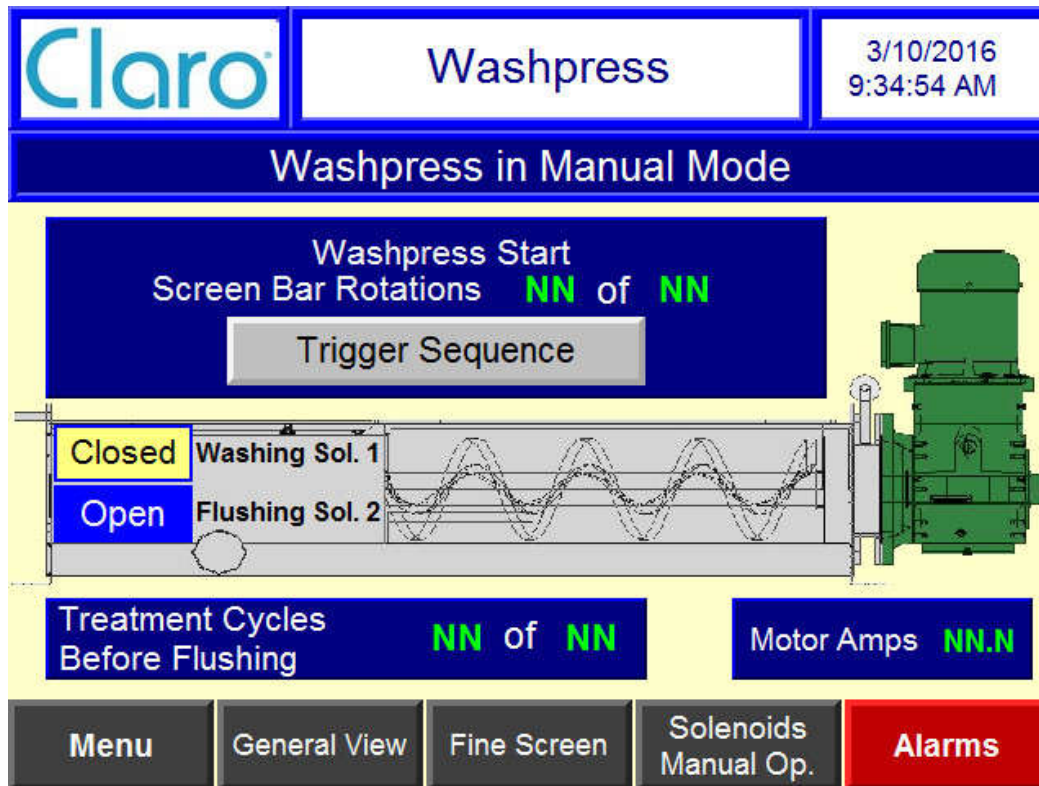 Claro
Washpress
3/10/2016
9:34:54 AM
Washpress in Manual Mode
Washpress Start
Screen Bar Rotations NN of NN
Trigger Sequence
Closed Washing Sol. 1
Open Flushing Sol. 2
Treatment Cycles
Before Flushing
NN of NN
Motor Amps NN.N
Menu
General View
Fine Screen
Solenoids
Manual Op.
Alarms